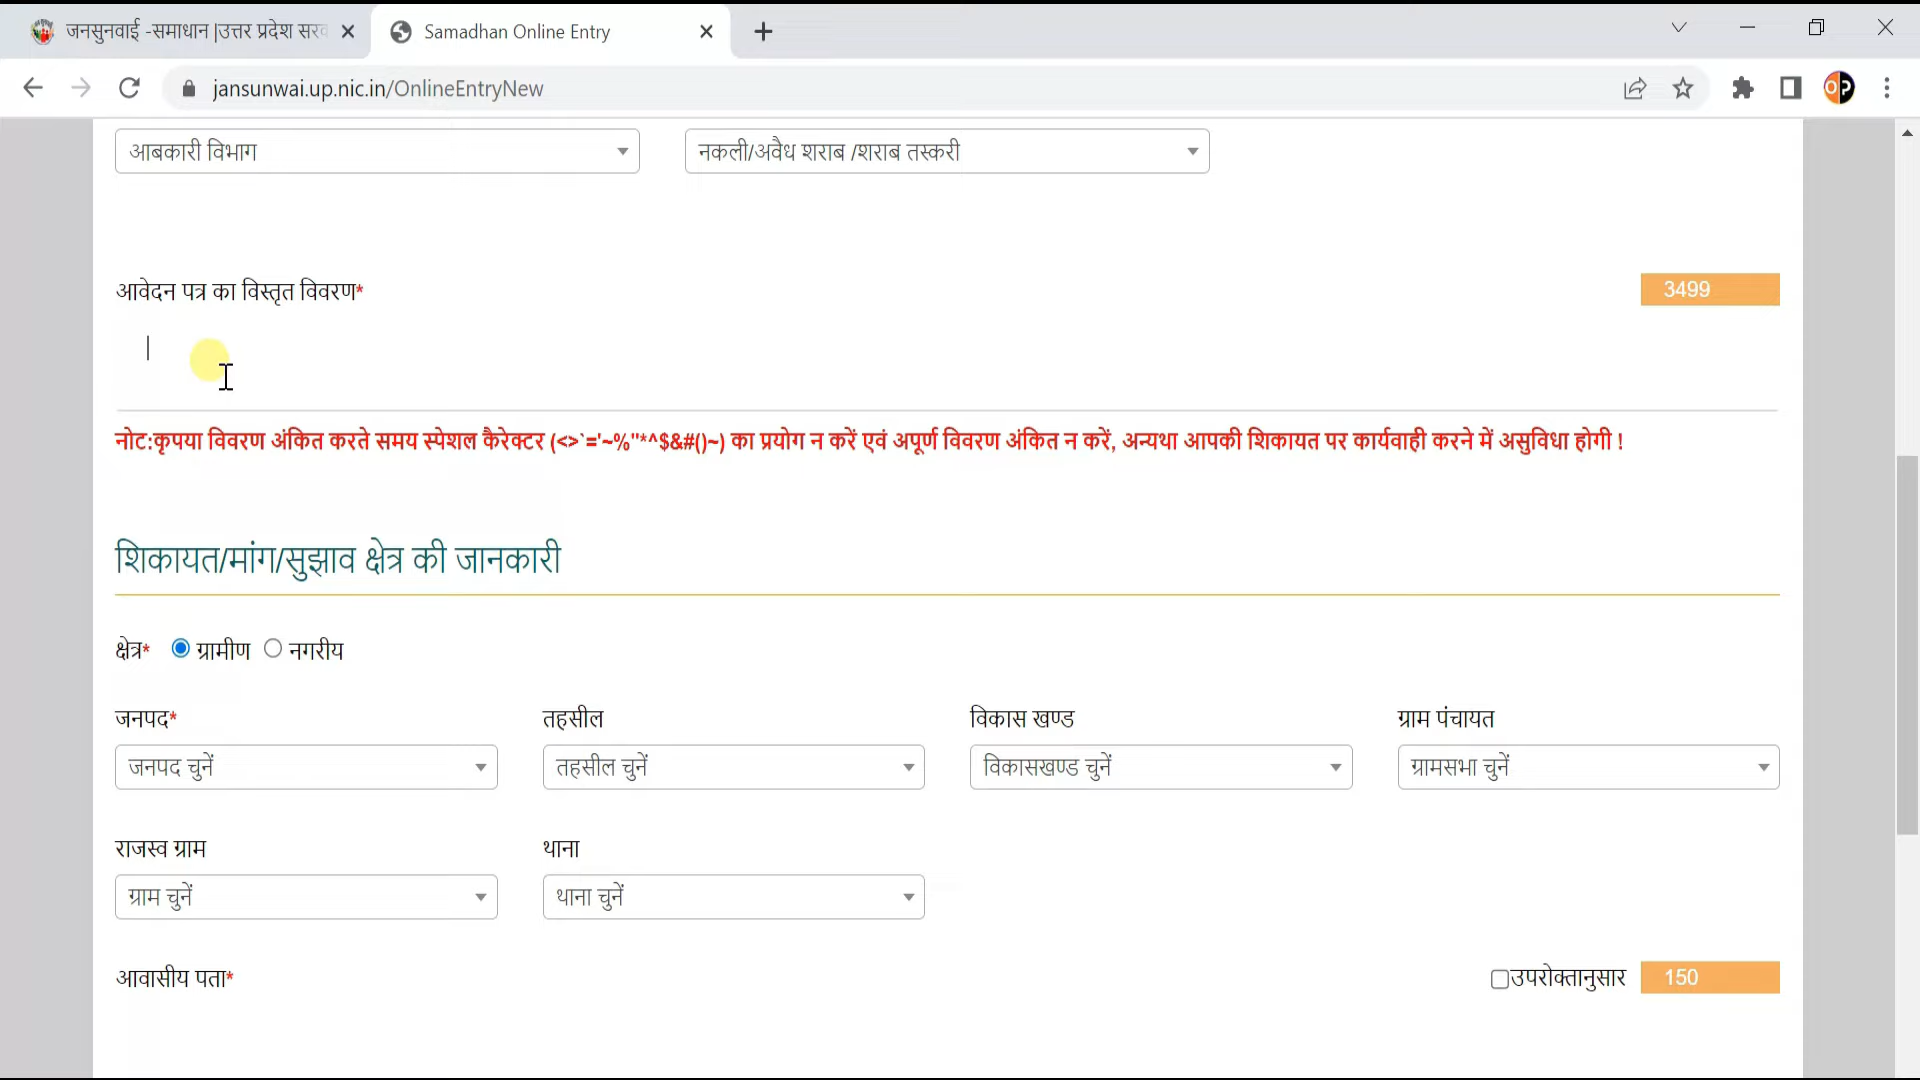 जनसुनवाई -समाधान |उत्तर प्रदेश सरव
Samadhan Online Entry
jansunwai.up.nic.in/OnlineEntryNew
OP
आबकारी विभाग
नकली/अवैध शराब /शराब तस्करी
आवेदन पत्र का विस्तृत विवरण*
3499
नोट:कृपया विवरण अंकित करते समय स्पेशल कैरेक्टर (<>`='~%"*^$&#()~) का प्रयोग न करें एवं अपूर्ण विवरण अंकित न करें, अन्यथा आपकी शिकायत पर कार्यवाही करने में असुविधा होगी !
शिकायत/मांग/सुझाव क्षेत्र की जानकारी
क्षेत्र* ग्रामीण नगरीय
जनपद* तहसील विकास खण्ड ग्राम पंचायत
जनपद चुनें तहसील चुनें विकासखण्ड चुनें ग्रामसभा चुनें
राजस्व ग्राम थाना
ग्राम चुनें थाना चुनें
आवासीय पता* उपरोक्तानुसार 150